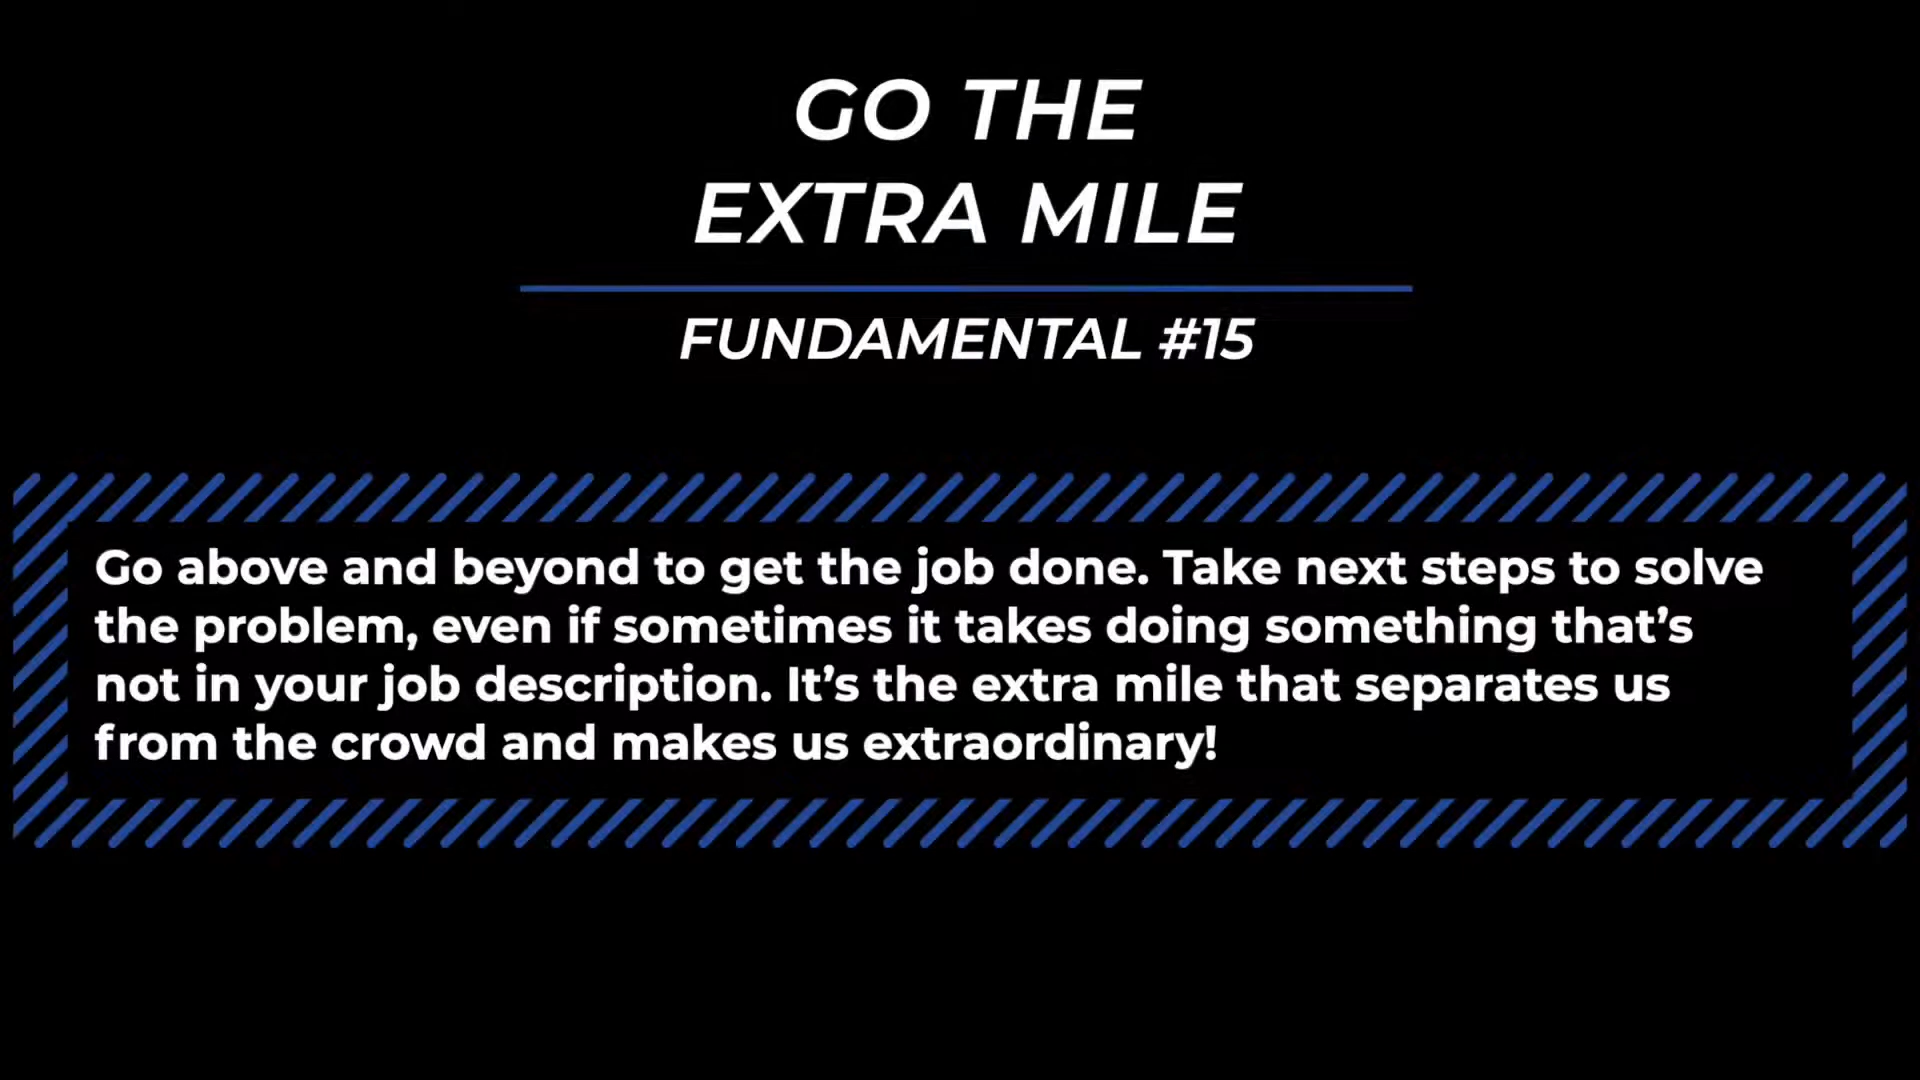 GO THE
EXTRA MILE
FUNDAMENTAL #15
Go above and beyond to get the job done. Take next steps to solve
the problem, even if sometimes it takes doing something that’s
not in your job description. It’s the extra mile that separates us
from the crowd and makes us extraordinary!